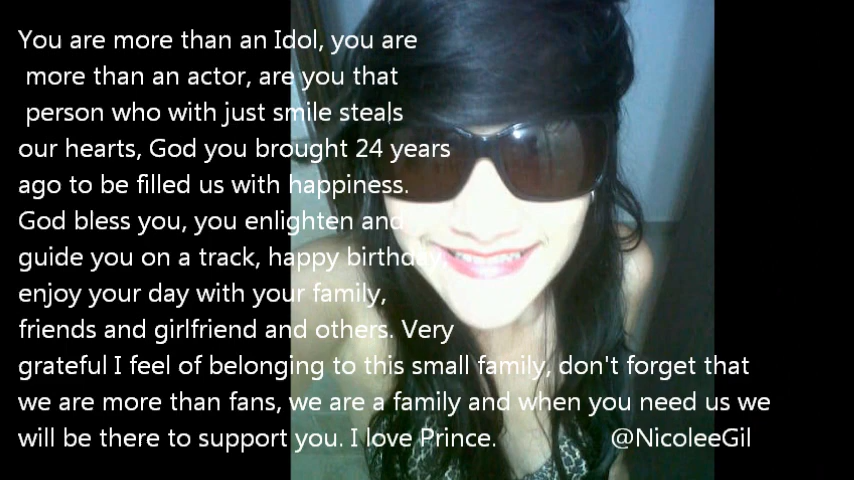 You are more than an Idol, you are
more than an actor, are you that
person who with just smile steals
our hearts, God you brought 24 years
ago to be filled us with happiness.
God bless you, you enlighten and
guide you on a track, happy birthday,
enjoy your day with your family,
friends and girlfriend and others. Very
grateful I feel of belonging to this small family, don't forget that
we are more than fans, we are a family and when you need us we
will be there to support you. I love Prince. @NicoleeGil